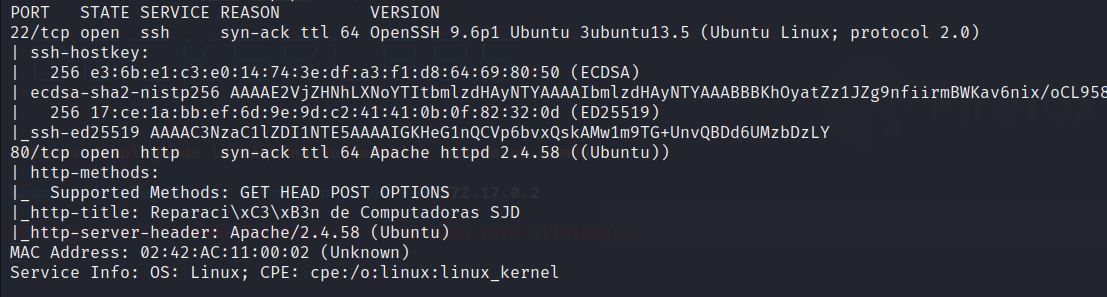 PORT   STATE SERVICE REASON         VERSION
22/tcp open  ssh     syn-ack ttl 64 OpenSSH 9.6p1 Ubuntu 3ubuntu13.5 (Ubuntu Linux; protocol 2.0)
| ssh-hostkey:
|   256 e3:6b:e1:c3:e0:14:74:3e:df:a3:f1:d8:64:69:80:50 (ECDSA)
| ecdsa-sha2-nistp256 AAAAE2VjZHNhLXNoYTItbmlzdHAyNTYAAAAIbmlzdHAyNTYAAABBBKhOyatZz1JZg9nfiirmBWKav6nix/oCL958
|   256 17:ce:1a:bb:ef:6d:9e:9d:c2:41:41:0b:0f:82:32:0d (ED25519)
|_ssh-ed25519 AAAAC3NzaC1lZDI1NTE5AAAAIGKHeG1nQCVp6bvxQskAMw1m9TG+UnvQBDd6UMzbDzLY
80/tcp open  http    syn-ack ttl 64 Apache httpd 2.4.58 ((Ubuntu))
| http-methods:
|_  Supported Methods: GET HEAD POST OPTIONS
72.17.0.2
|_http-title: Reparaci\xC3\xB3n de Computadoras SJD
|_http-server-header: Apache/2.4.58 (Ubuntu)
MAC Address: 02:42:AC:11:00:02 (Unknown)
Service Info: OS: Linux; CPE: cpe:/o:linux:linux_kernel